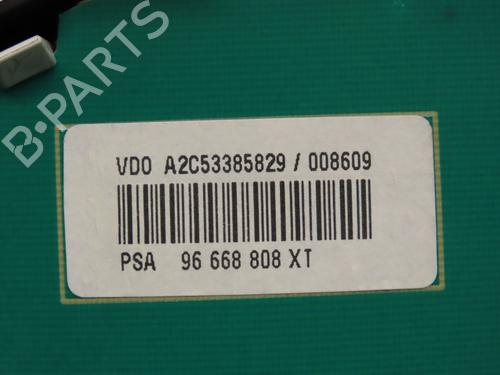 B-PARTS
VDO A2C53385829 / 008609
PSA 96 668 808 XT